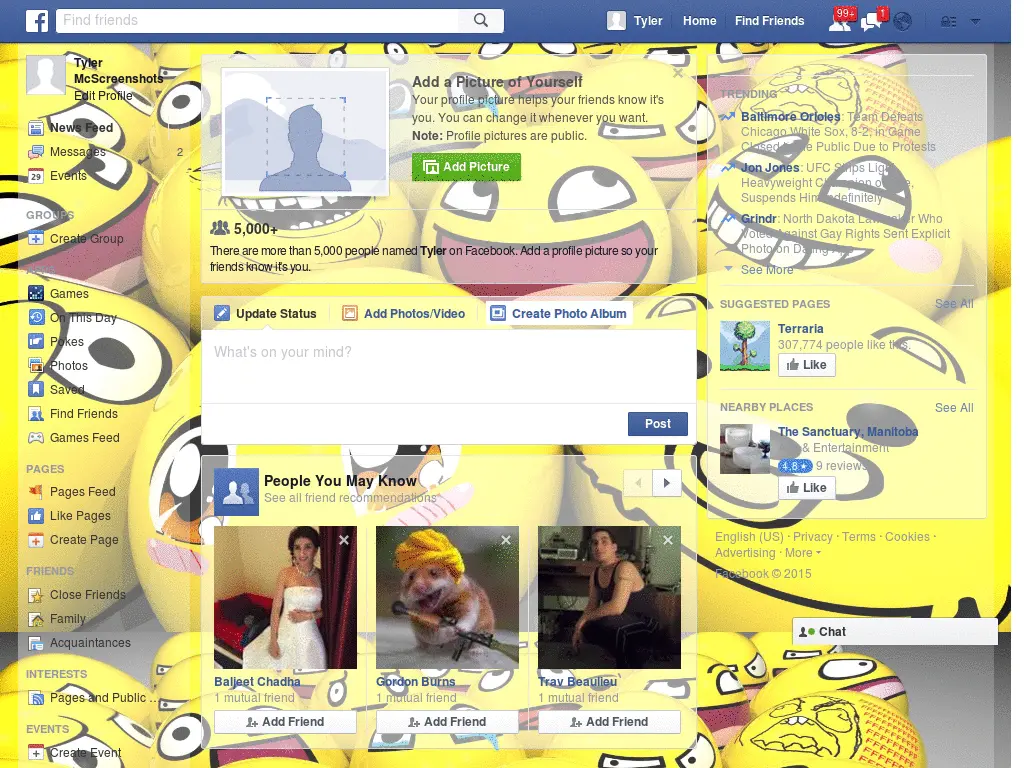 Find friends
Tyler
Home
Find Friends
99+
1
Tyler
McScreenshots
Edit Profile
News Feed
Messages
2
Events
29
GROUPS
Create Group
Games
On This Day
Pokes
Photos
Saved
Find Friends
Games Feed
PAGES
Pages Feed
Like Pages
Create Page
FRIENDS
Close Friends
Family
Acquaintances
INTERESTS
Pages and Public ...
EVENTS
Create Event
Add a Picture of Yourself
Your profile picture helps your friends know it's
you. You can change it whenever you want.
Note: Profile pictures are public.
Add Picture
5,000+
There are more than 5,000 people named Tyler on Facebook. Add a profile picture so your
friends know it's you.
Update Status
Add Photos/Video
Create Photo Album
What's on your mind?
Post
People You May Know
See all friend recommendations
Baljeet Chadha
1 mutual friend
Add Friend
Gordon Burns
1 mutual friend
Add Friend
Tray Beaulieu
1 mutual friend
Add Friend
TRENDING
Baltimore Orioles: Team Defeats
Chicago White Sox, 8-2, in Game
Closed to the Public Due to Protests
Jon Jones: UFC Strips Light
Heavyweight Champion of Title,
Suspends Him Indefinitely
Grindr: North Dakota Lawmaker Who
Voted Against Gay Rights Sent Explicit
Photo on Dating App
See More
SUGGESTED PAGES
See All
Terraria
307,774 people like this.
Like
NEARBY PLACES
See All
The Sanctuary, Manitoba
& Entertainment
4.8 ★
9 reviews
Like
English (US) · Privacy · Terms · Cookies ·
Advertising · More
Facebook © 2015
Chat